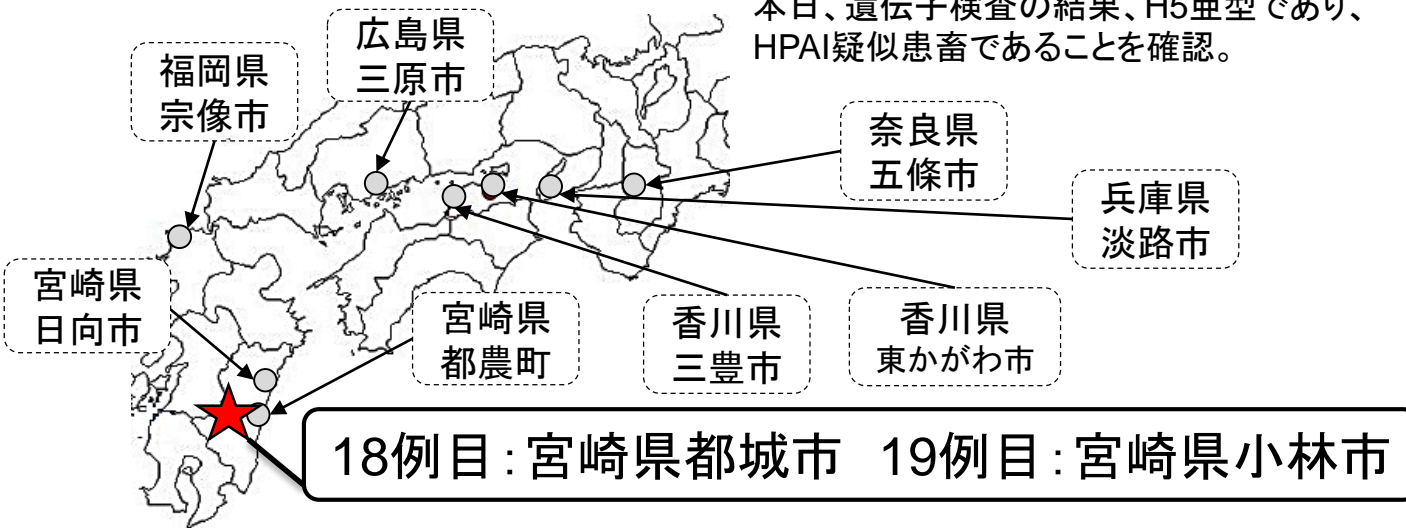 本日、遺伝子検査の結果、H5亜型であり、
HPAI疑似患畜であることを確認。
広島県
三原市
福岡県
宗像市
奈良県
五條市
兵庫県
淡路市
宮崎県
日向市
宮崎県
都農町
香川県
三豊市
香川県
東かがわ市
18例目：宮崎県都城市　19例目：宮崎県小林市